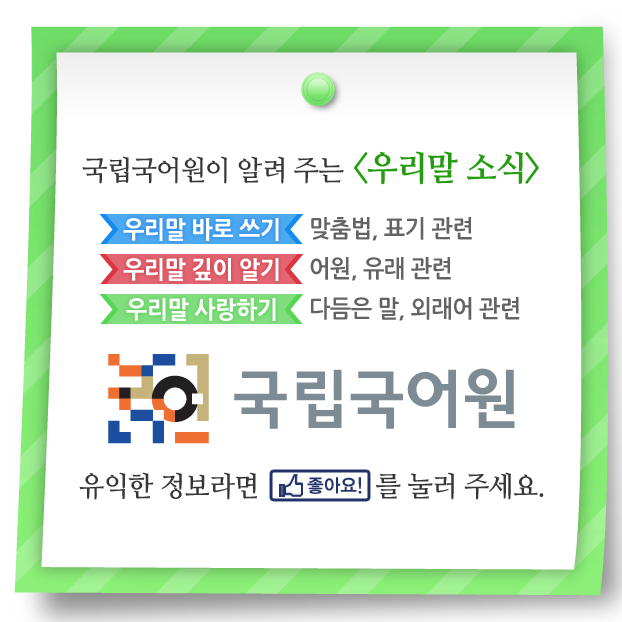 국립국어원이 알려 주는 <우리말 소식>
우리말 바로 쓰기 맞춤법, 표기 관련
우리말 깊이 알기 어원, 유래 관련
우리말 사랑하기 다듬은 말, 외래어 관련
국립국어원
유익한 정보라면 좋아요! 를 눌러 주세요.